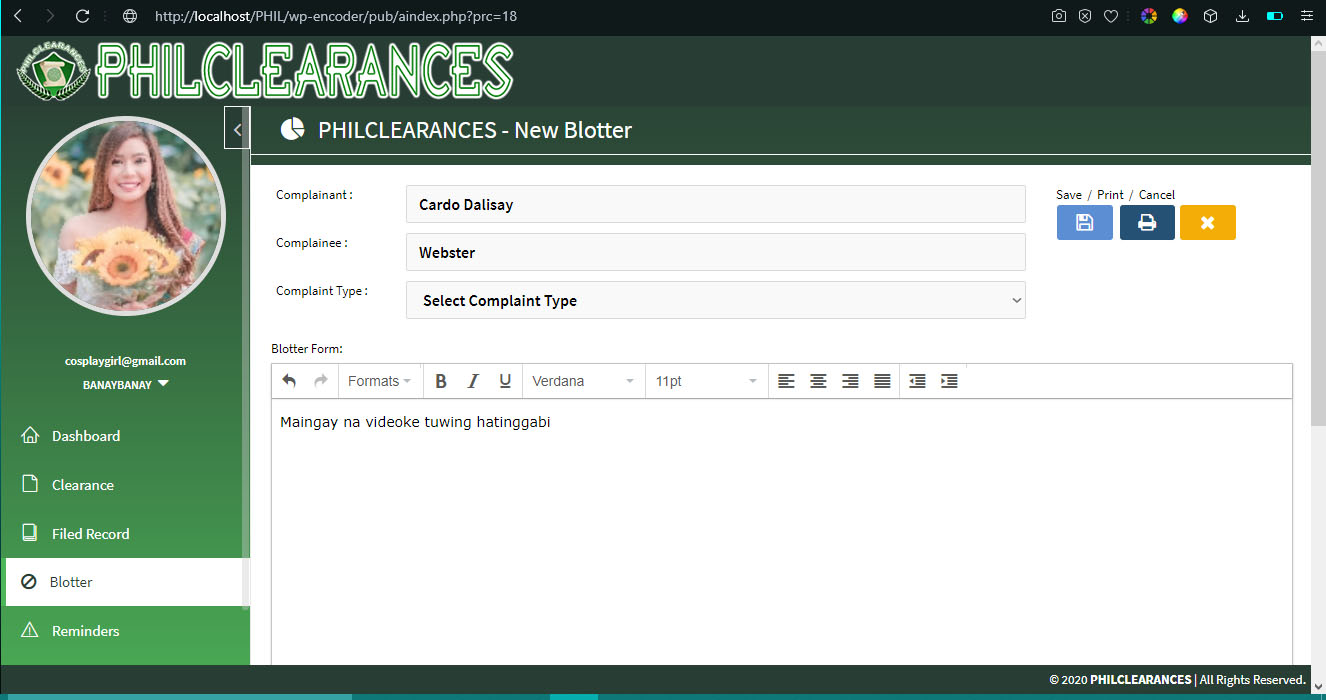 http://localhost/PHIL/wp-encoder/pub/aindex.php?prc=18
PHILCLEARANCES
PHILCLEARANCES
PHILCLEARANCES - New Blotter
cosplaygirl@gmail.com
BANAYBANAY
Dashboard
Clearance
Filed Record
Blotter
Reminders
Complainant :
Cardo Dalisay
Complainee :
Webster
Complaint Type :
Select Complaint Type
Save / Print / Cancel
Blotter Form:
Formats B I U Verdana 11pt
Maingay na videoke tuwing hatinggabi
© 2020 PHILCLEARANCES | All Rights Reserved.